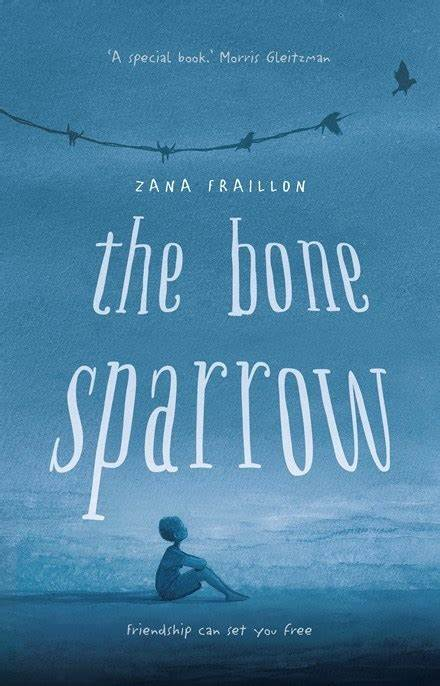 'A special book.' Morris Gleitzman
ZANA FRAILLON
the bone
sparrow
Friendship can set you free